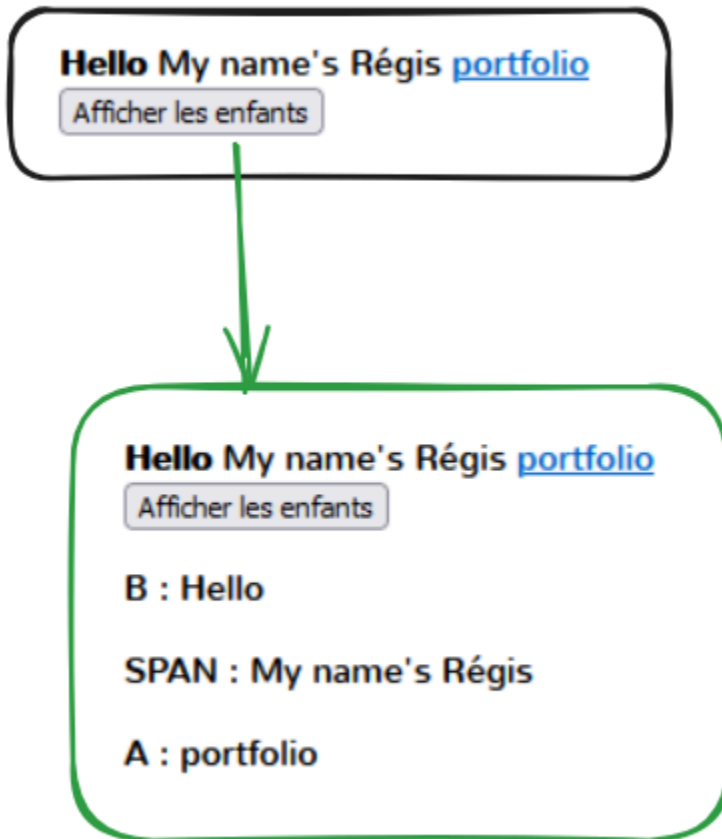 Hello My name's Régis portfolio
Afficher les enfants
Hello My name's Régis portfolio
Afficher les enfants
B : Hello
SPAN : My name's Régis
A : portfolio